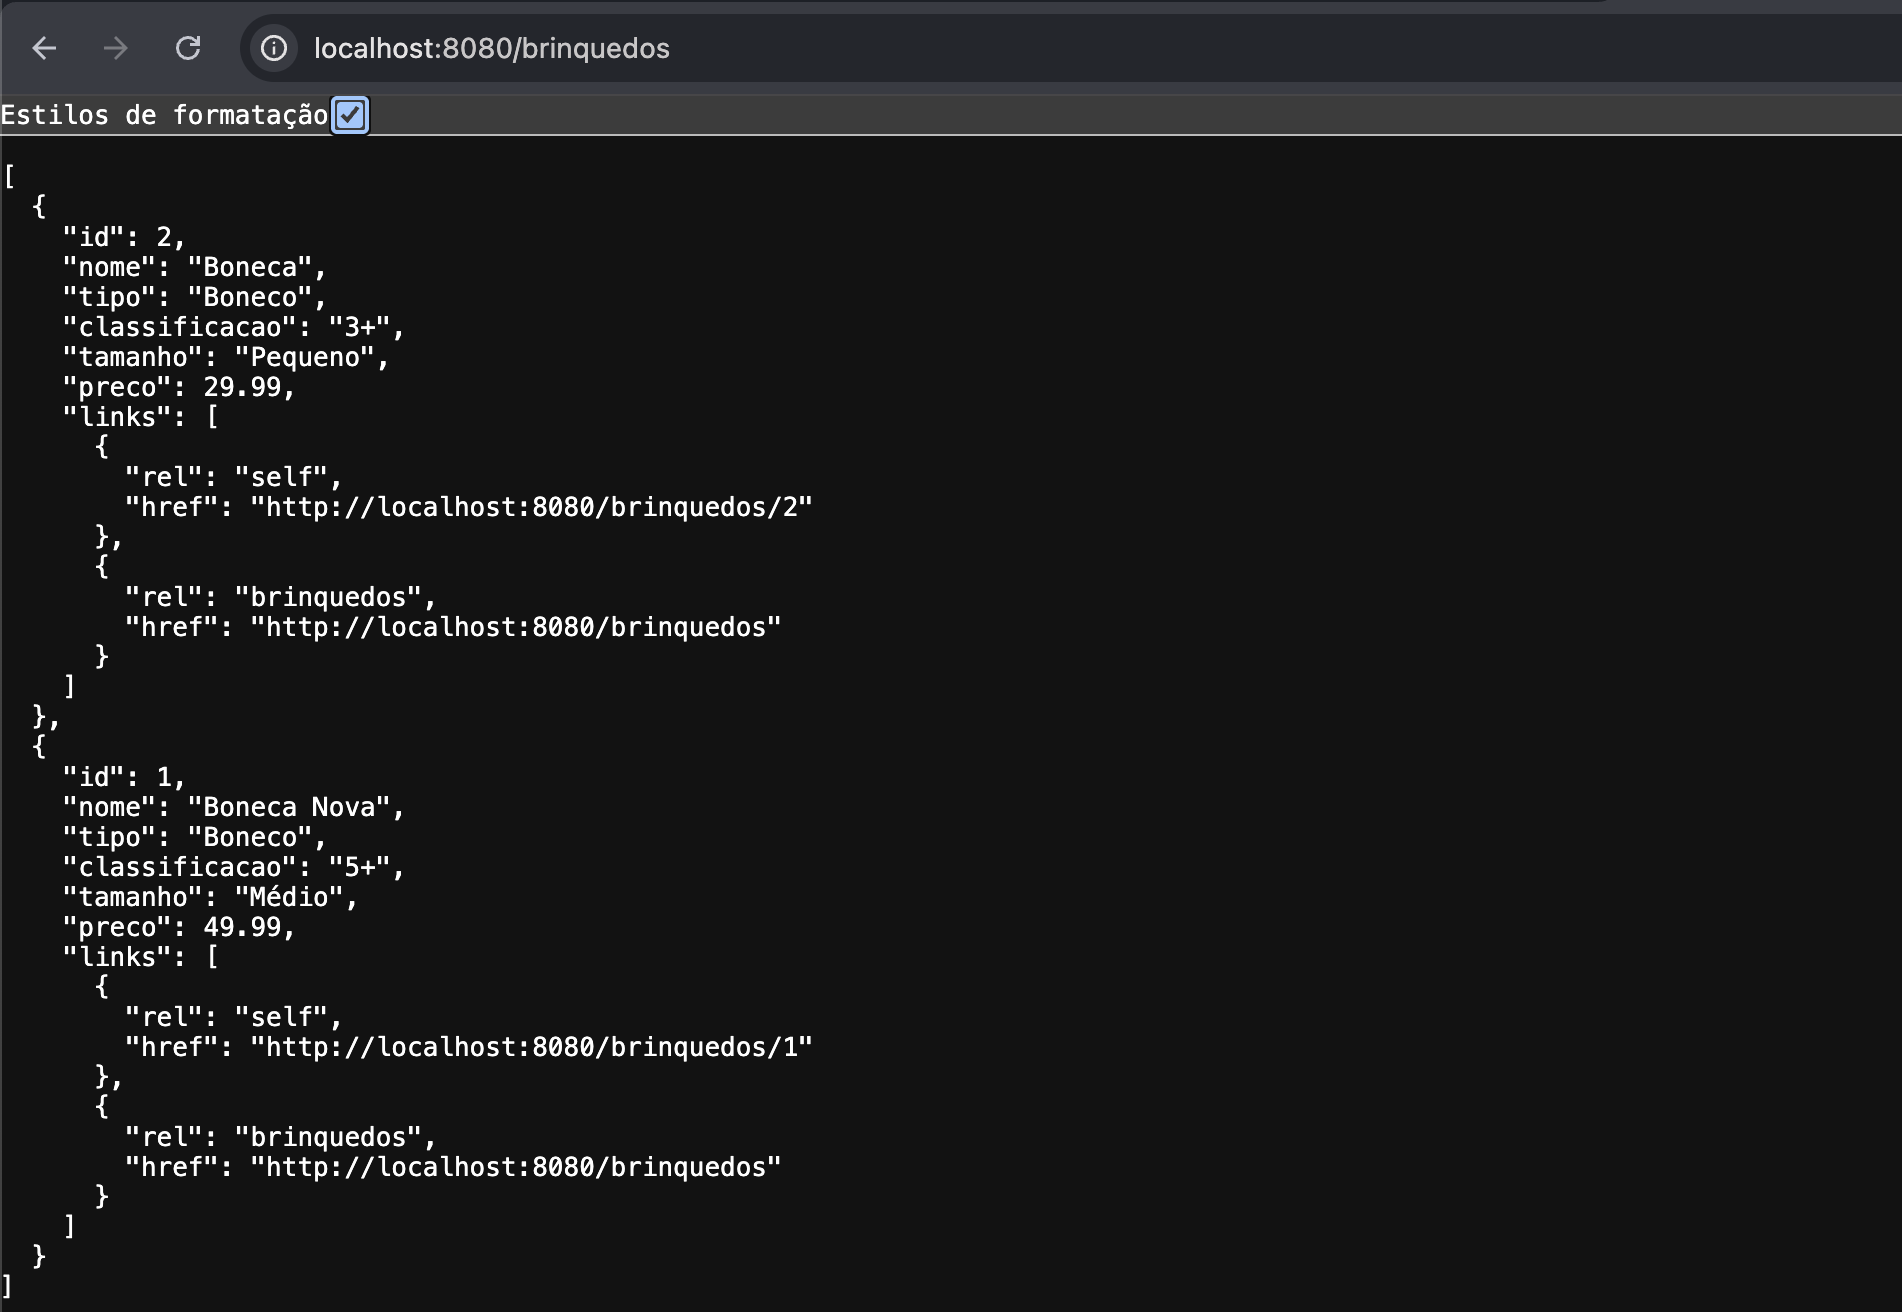 localhost:8080/brinquedos
Estilos de formatação
[
  {
    "id": 2,
    "nome": "Boneca",
    "tipo": "Boneco",
    "classificacao": "3+",
    "tamanho": "Pequeno",
    "preco": 29.99,
    "links": [
      {
        "rel": "self",
        "href": "http://localhost:8080/brinquedos/2"
      },
      {
        "rel": "brinquedos",
        "href": "http://localhost:8080/brinquedos"
      }
    ]
  },
  {
    "id": 1,
    "nome": "Boneca Nova",
    "tipo": "Boneco",
    "classificacao": "5+",
    "tamanho": "Médio",
    "preco": 49.99,
    "links": [
      {
        "rel": "self",
        "href": "http://localhost:8080/brinquedos/1"
      },
      {
        "rel": "brinquedos",
        "href": "http://localhost:8080/brinquedos"
      }
    ]
  }
]